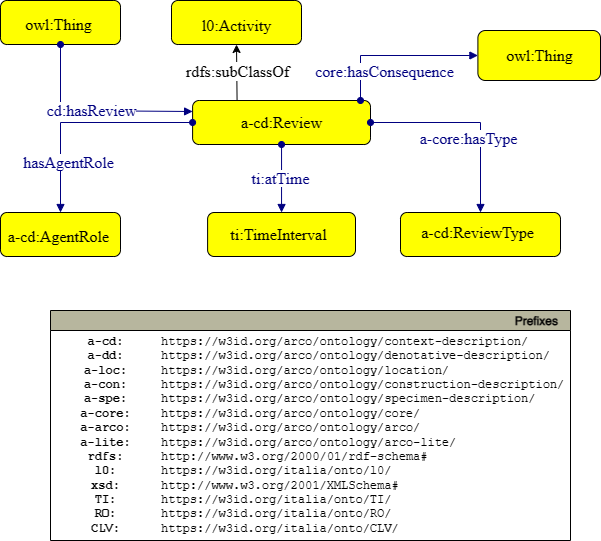 owl:Thing
l0:Activity
owl:Thing
rdfs:subClassOf
core:hasConsequence
cd:hasReview
a-cd:Review
a-core:hasType
hasAgentRole
ti:atTime
a-cd:AgentRole
ti:TimeInterval
a-cd:ReviewType
Prefixes
a-cd: https://w3id.org/arco/ontology/context-description/
a-dd: https://w3id.org/arco/ontology/denotative-description/
a-loc: https://w3id.org/arco/ontology/location/
a-con: https://w3id.org/arco/ontology/construction-description/
a-spe: https://w3id.org/arco/ontology/specimen-description/
a-core: https://w3id.org/arco/ontology/core/
a-arco: https://w3id.org/arco/ontology/arco/
a-lite: https://w3id.org/arco/ontology/arco-lite/
rdfs: http://www.w3.org/2000/01/rdf-schema#
l0: https://w3id.org/italia/onto/l0/
xsd: http://www.w3.org/2001/XMLSchema#
TI: https://w3id.org/italia/onto/TI/
RO: https://w3id.org/italia/onto/RO/
CLV: https://w3id.org/italia/onto/CLV/